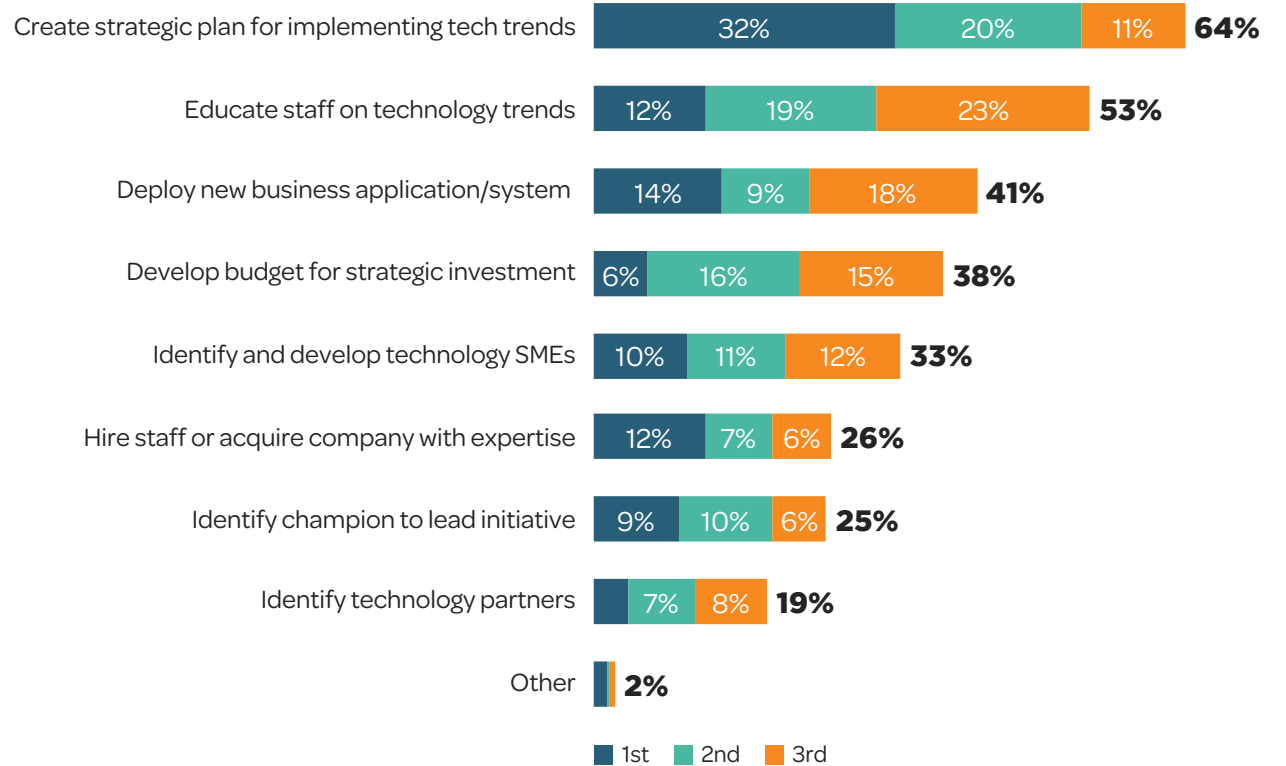 Create strategic plan for implementing tech trends 32% 20% 11% 64%
Educate staff on technology trends 12% 19% 23% 53%
Deploy new business application/system 14% 9% 18% 41%
Develop budget for strategic investment 6% 16% 15% 38%
Identify and develop technology SMEs 10% 11% 12% 33%
Hire staff or acquire company with expertise 12% 7% 6% 26%
Identify champion to lead initiative 9% 10% 6% 25%
Identify technology partners 7% 8% 19%
Other 2%
1st 2nd 3rd